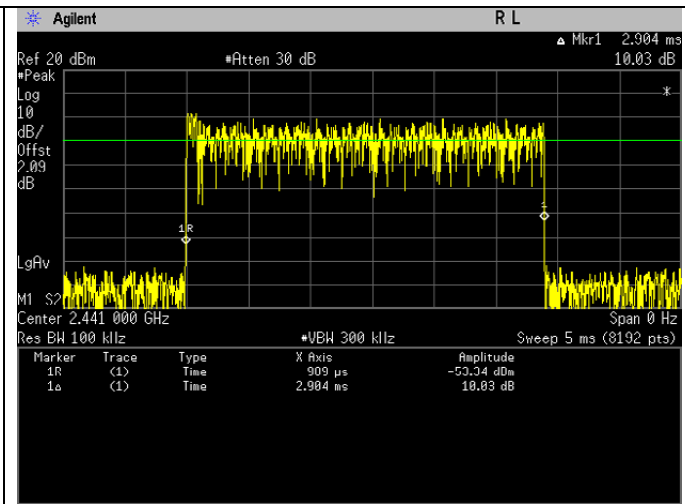 Agilent R L
Δ Mkr1 2.904 ms
Ref 20 dBm #Atten 30 dB 10.03 dB
#Peak
Log
10
dB/
Offst
2.09
dB
1R
1
LgAv
M1 S2
Center 2.441 000 GHz Span 0 Hz
Res BW 100 kHz #VBW 300 kHz Sweep 5 ms (8192 pts)
Marker Trace Type X Axis Amplitude
1R (1) Time 909 µs -53.34 dBm
1Δ (1) Time 2.904 ms 10.03 dB